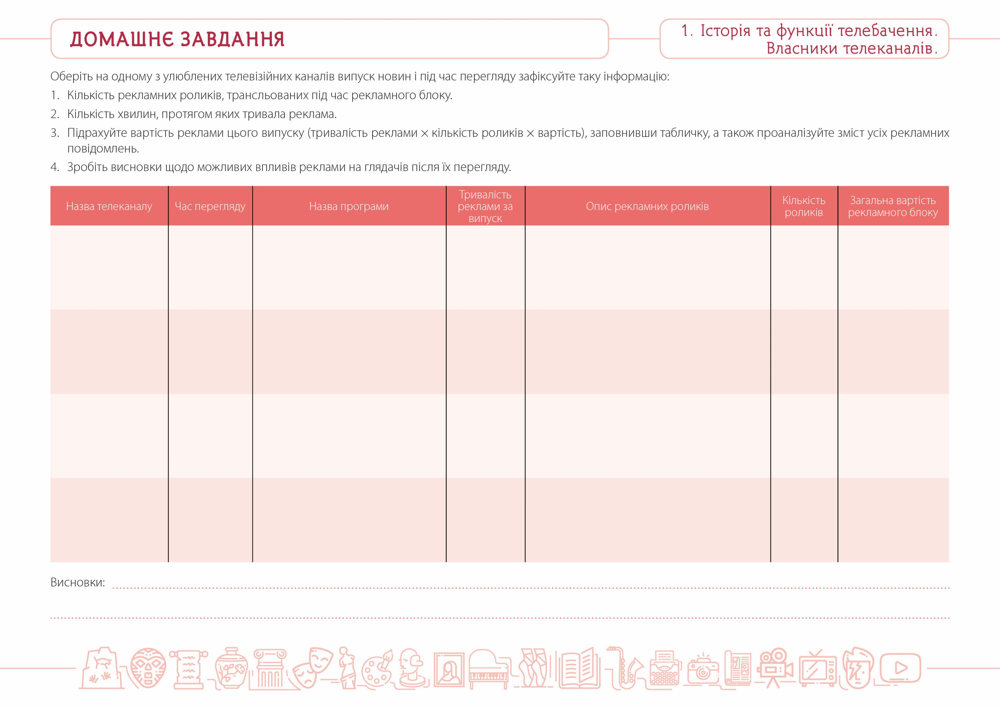 ДОМАШНЄ ЗАВДАННЯ
1. Історія та функції телебачення.
Власники телеканалів.
Оберіть на одному з улюблених телевізійних каналів випуск новин і під час перегляду зафіксуйте таку інформацію:
1. Кількість рекламних роликів, трансльованих під час рекламного блоку.
2. Кількість хвилин, протягом яких тривала реклама.
3. Підрахуйте вартість реклами цього випуску (тривалість реклами × кількість роликів × вартість), заповнивши табличку, а також проаналізуйте зміст усіх рекламних
повідомлень.
4. Зробіть висновки щодо можливих впливів реклами на глядачів після їх перегляду.
Назва телеканалу
Час перегляду
Назва програми
Тривалість
реклами за
випуск
Опис рекламних роликів
Кількість
роликів
Загальна вартість
рекламного блоку
Висновки: